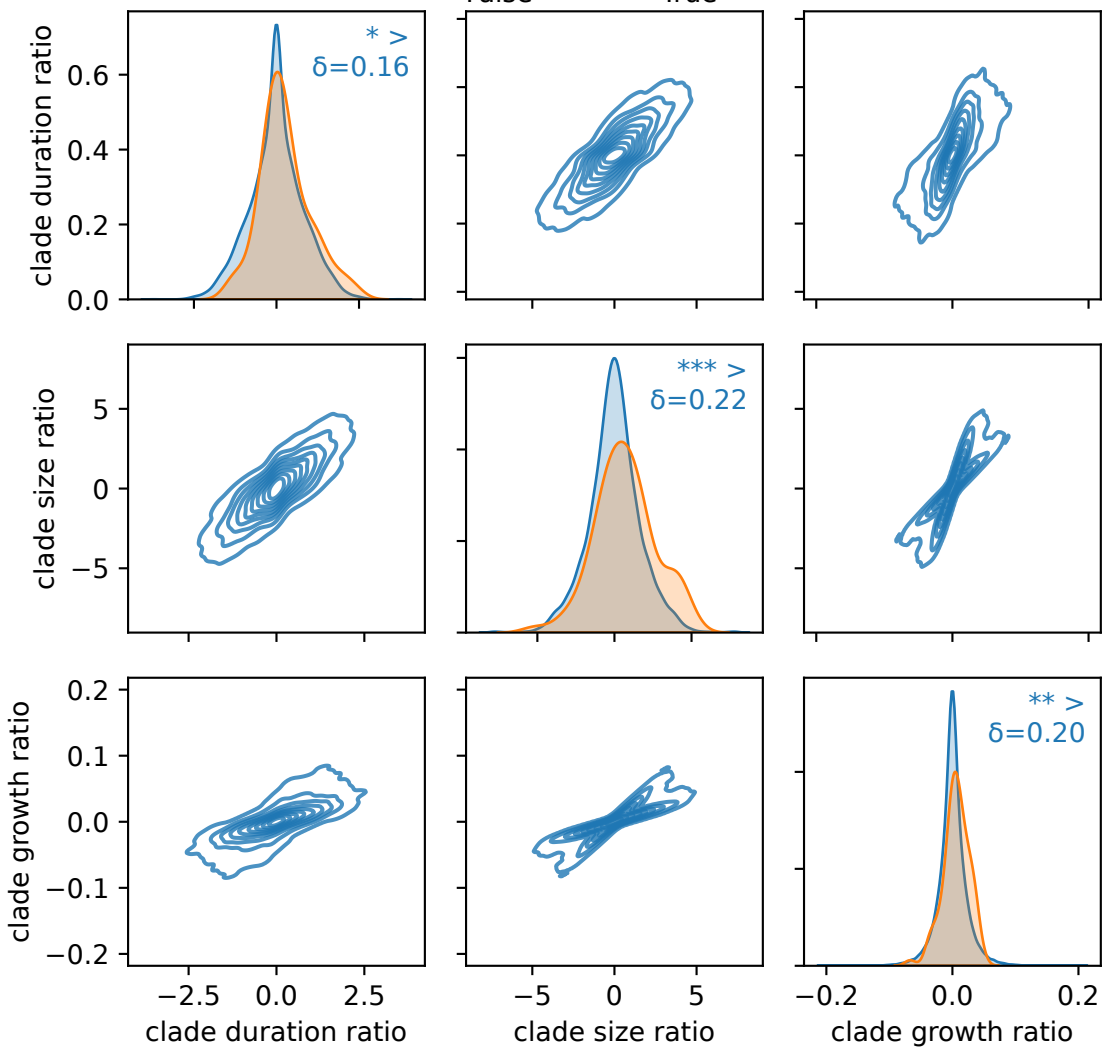 True
clade duration ratio
0.6
0.4
0.2
0.0
* >
δ=0.16
clade size ratio
5
0
−5
*** >
δ=0.22
clade growth ratio
0.2
0.1
0.0
−0.1
−0.2
** >
δ=0.20
−2.5
0.0
2.5
−5
0
5
−0.2
0.0
0.2
clade duration ratio
clade size ratio
clade growth ratio